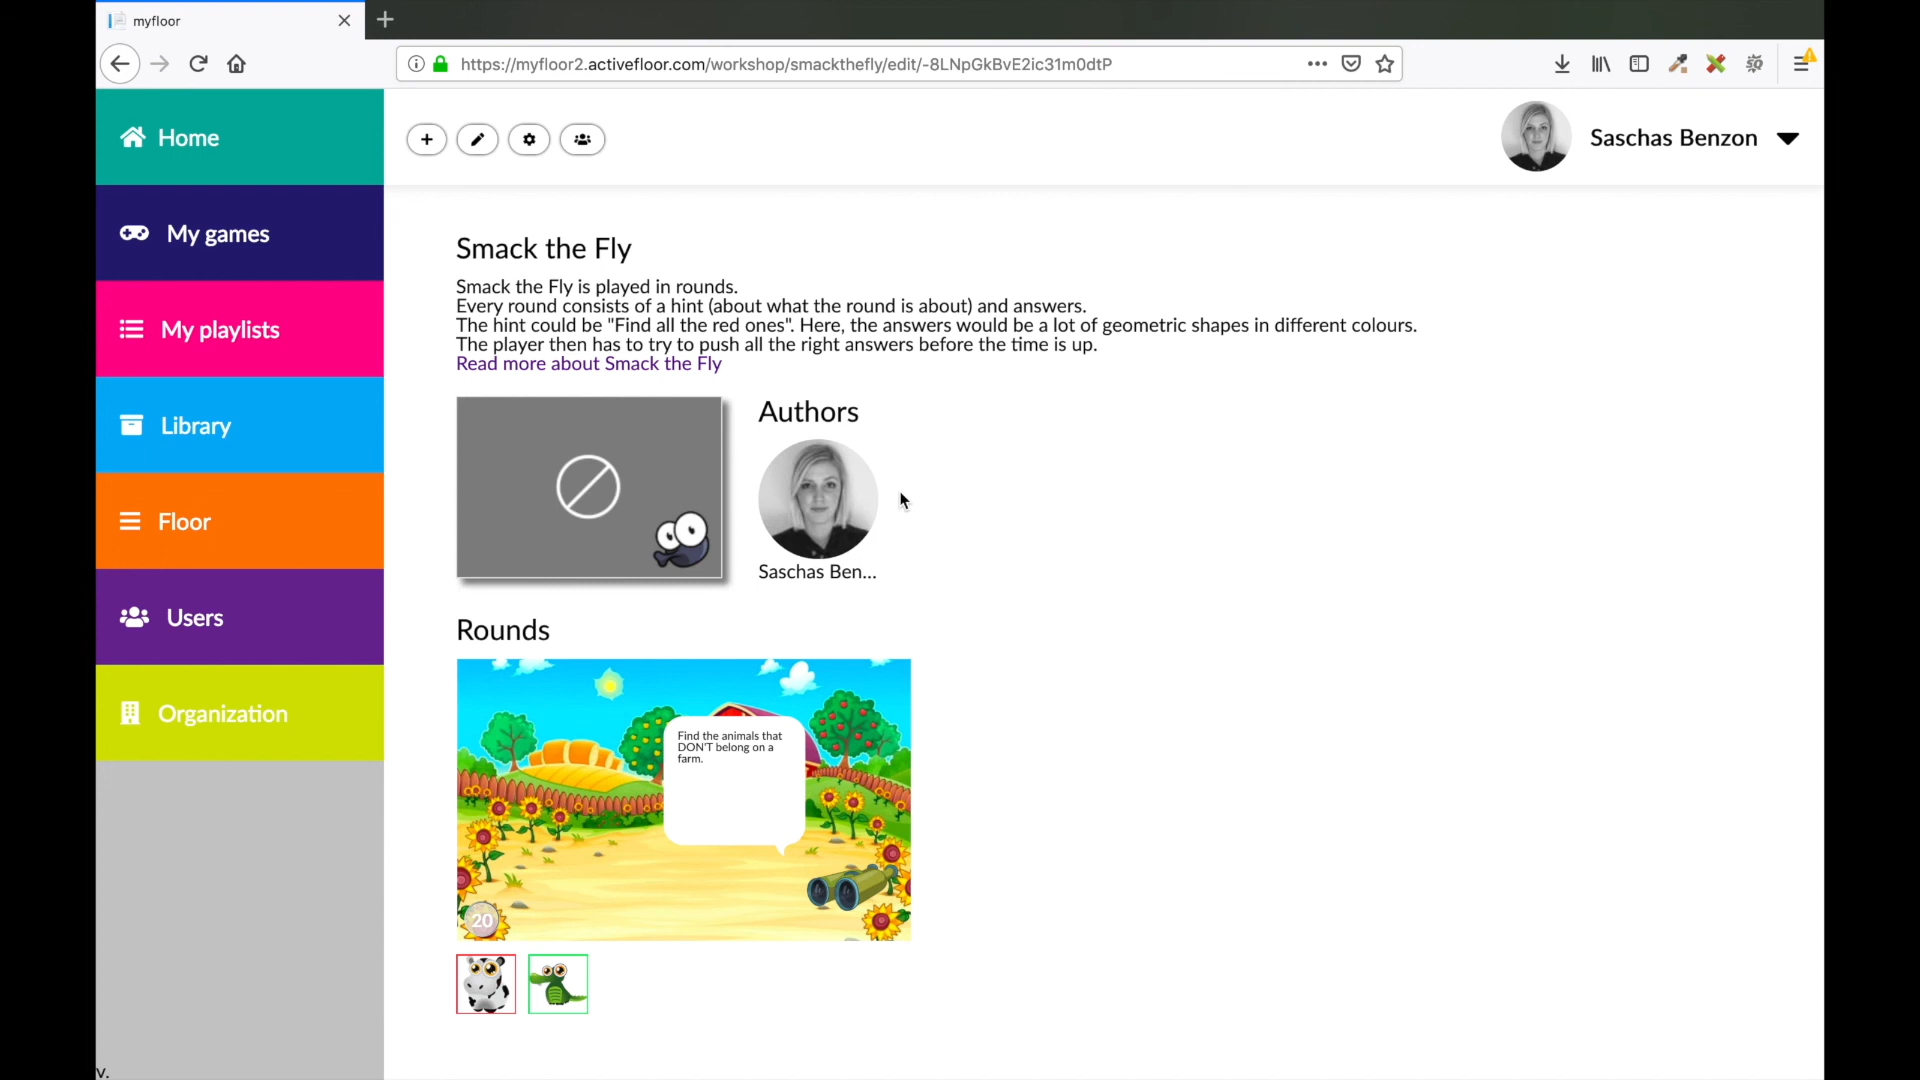 myfloor
https://myfloor2.activefloor.com/workshop/smackthefly/edit/-8LNpGkBvE2ic31m0dtP
Home
My games
My playlists
Library
Floor
Users
Organization
v.
Saschas Benzon
Smack the Fly
Smack the Fly is played in rounds.
Every round consists of a hint (about what the round is about) and answers.
The hint could be "Find all the red ones". Here, the answers would be a lot of geometric shapes in different colours.
The player then has to try to push all the right answers before the time is up.
Read more about Smack the Fly
Authors
Saschas Ben...
Rounds
Find the animals that
DON'T belong on a
farm.
20